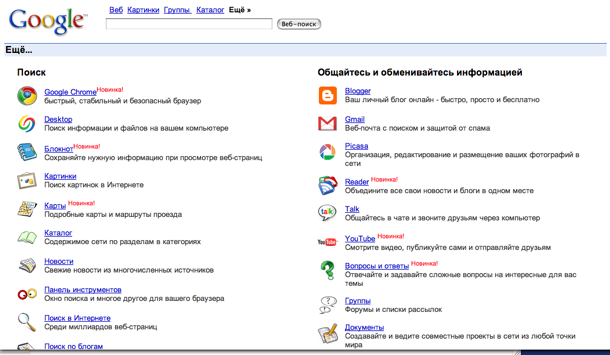 Google™
Веб Картинки Группы Каталог Ещё »
Веб-поиск
Ещё...
Поиск
Google Chrome Новинка!
быстрый, стабильный и безопасный браузер
Desktop
Поиск информации и файлов на вашем компьютере
Блокнот Новинка!
Сохраняйте нужную информацию при просмотре веб-страниц
Картинки
Поиск картинок в Интернете
Карты Новинка!
Подробные карты и маршруты проезда
Каталог
Содержимое сети по разделам в категориях
Новости
Свежие новости из многочисленных источников
Панель инструментов
Окно поиска и многое другое для вашего браузера
Поиск в Интернете
Среди миллиардов веб-страниц
Поиск по блогам
Общайтесь и обменивайтесь информацией
Blogger
Ваш личный блог онлайн - быстро, просто и бесплатно
Gmail
Веб-почта с поиском и защитой от спама
Picasa
Организация, редактирование и размещение ваших фотографий в
сети
Reader Новинка!
Объедините все свои новости и блоги в одном месте
talk
Talk
Общайтесь в чате и звоните друзьям через компьютер
YouTube
YouTube Новинка!
Смотрите видео, публикуйте сами и отправляйте друзьям
Вопросы и ответы Новинка!
Отвечайте и задавайте сложные вопросы на интересные для вас
темы
Группы
Форумы и списки рассылок
Документы
Создавайте и ведите совместные проекты в сети из любой точки
мира